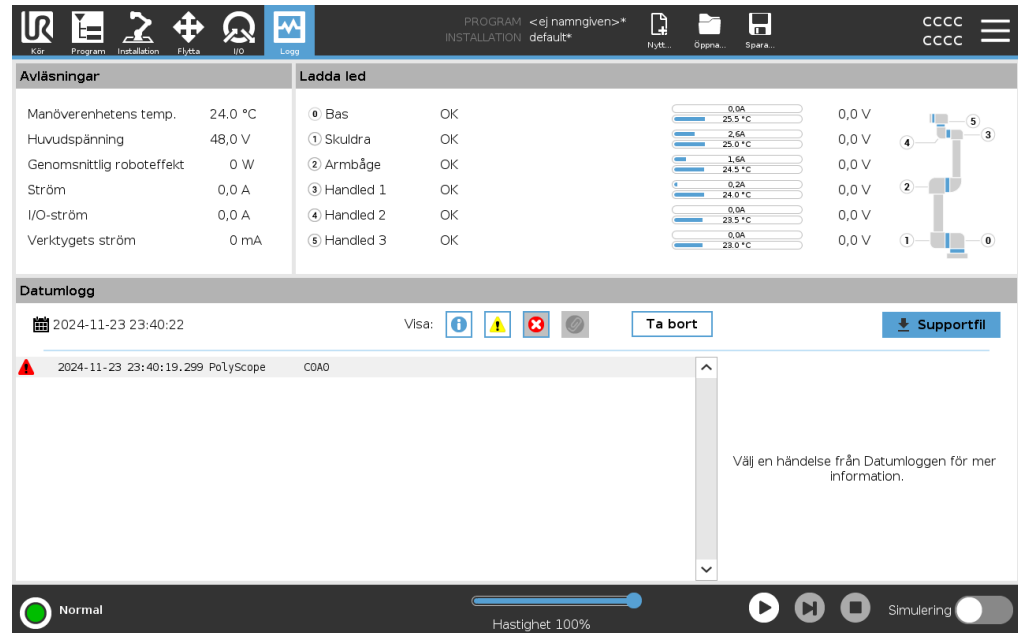 PROGRAM <ej namngiven>*
INSTALLATION default*
CCCC
CCCC
Kör Program Installation Flytta I/O Logg Nytt... Öppna... Spara...
Avläsningar Ladda led
Manöverenhetens temp. 24.0 °C
Huvudspänning 48,0 V
Genomsnittlig roboteffekt 0 W
Ström 0,0 A
I/O-ström 0,0 A
Verktygets ström 0 mA
0 Bas OK 0,0A 25.5 °C 0,0 V
1 Skuldra OK 2,6A 25.0 °C 0,0 V
2 Armbåge OK 1,6A 24.5 °C 0,0 V
3 Handled 1 OK 0,2A 24.0 °C 0,0 V
4 Handled 2 OK 0,0A 23.5 °C 0,0 V
5 Handled 3 OK 0,0A 23.0 °C 0,0 V
5
4 3
2
1 0
Datumlogg
2024-11-23 23:40:22 Visa: Ta bort Supportfil
2024-11-23 23:40:19.299 PolyScope C0A0
Välj en händelse från Datumloggen för mer
information.
Normal
Hastighet 100%
Simulering